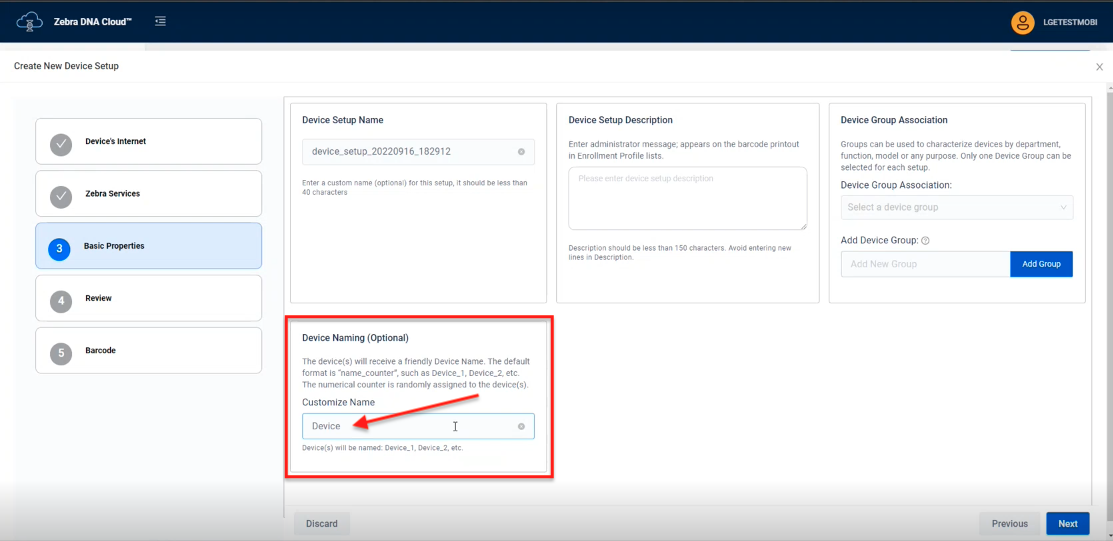 Zebra DNA Cloud™
LGETESTMOBI
Create New Device Setup
Device's Internet
Zebra Services
3
Basic Properties
4
Review
5
Barcode
Device Setup Name
device_setup_20220916_182912
Enter a custom name (optional) for this setup, it should be less than
40 characters
Device Setup Description
Enter administrator message; appears on the barcode printout
in Enrollment Profile lists.
Please enter device setup description
Description should be less than 150 characters. Avoid entering new
lines in Description.
Device Group Association
Groups can be used to characterize devices by department,
function, model or any purpose. Only one Device Group can be
selected for each setup.
Device Group Association:
Select a device group
Add Device Group:
Add New Group
Add Group
Device Naming (Optional)
The device(s) will receive a friendly Device Name. The default
format is "name_counter", such as Device_1, Device_2, etc.
The numerical counter is randomly assigned to the device(s).
Customize Name
Device
Device(s) will be named: Device_1, Device_2, etc.
Discard
Previous
Next